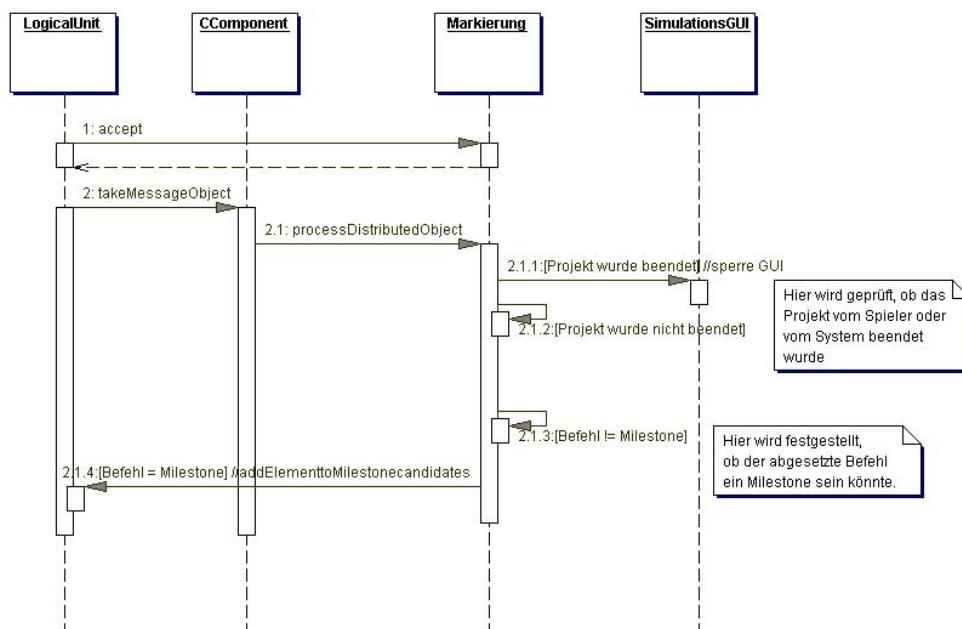 LogicalUnit
CComponent
Markierung
SimulationsGUI
1: accept
2: takeMessageObject
2.1: processDistributedObject
2.1.1:[Projekt wurde beendet] //sperre GUI
2.1.2:[Projekt wurde nicht beendet]
Hier wird geprüft, ob das
Projekt vom Spieler oder
vom System beendet
wurde
2.1.3:[Befehl != Milestone]
Hier wird festgestellt,
ob der abgesetzte Befehl
ein Milestone sein könnte.
2.1.4:[Befehl = Milestone] //addElementtoMilestonecandidates